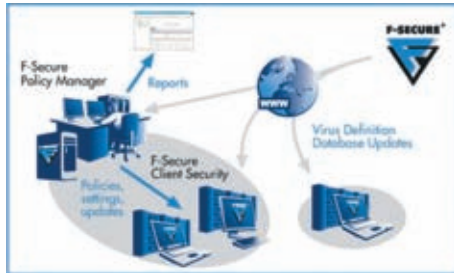 F-SECURE
F-Secure
Policy Manager
Reports
www
Virus Definition
Database Updates
F-Secure
Client Security
Policies,
settings,
updates